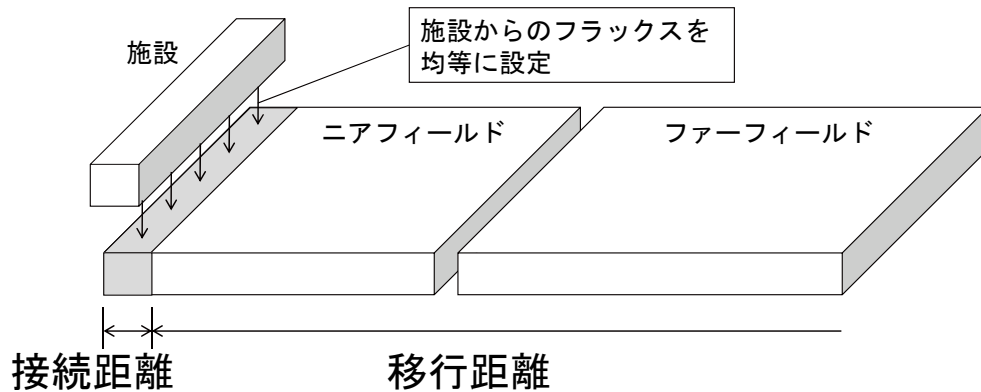 施設
施設からのフラックスを
均等に設定
ニアフィールド
ファーフィールド
接続距離
移行距離